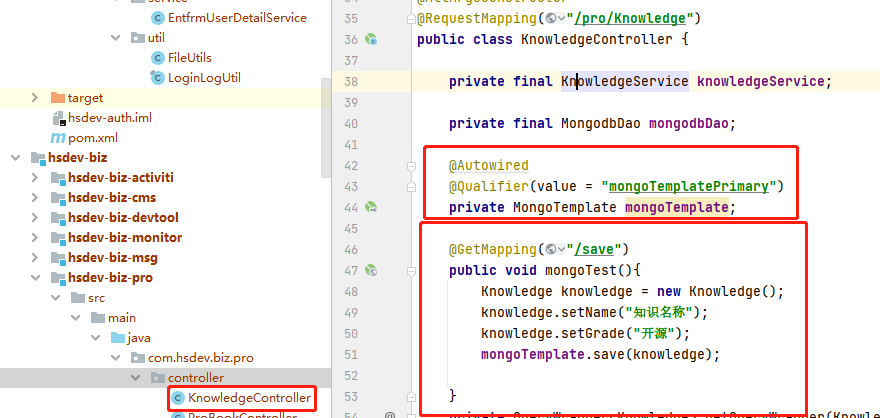 service
EntfrmUserDetailService
util
FileUtils
LoginLogUtil
target
hsdev-auth.iml
pom.xml
hsdev-biz
hsdev-biz-activiti
hsdev-biz-cms
hsdev-biz-devtool
hsdev-biz-monitor
hsdev-biz-msg
hsdev-biz-pro
src
main
java
com.hsdev.biz.pro
controller
KnowledgeController
ProBookController
34
35 @RequestMapping("/pro/Knowledge")
36 public class KnowledgeController {
37
38 private final KnowledgeService knowledgeService;
39
40 private final MongodbDao mongodbDao;
41
42 @Autowired
43 @Qualifier(value = "mongoTemplatePrimary")
44 private MongoTemplate mongoTemplate;
45
46 @GetMapping("/save")
47 public void mongoTest(){
48 Knowledge knowledge = new Knowledge();
49 knowledge.setName("知识名称");
50 knowledge.setGrade("开源");
51 mongoTemplate.save(knowledge);
52
53 }
54 @